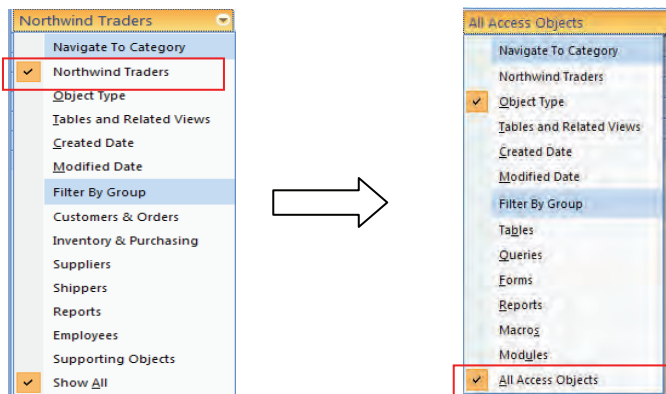 Northwind Traders
Navigate To Category
Northwind Traders
Object Type
Tables and Related Views
Created Date
Modified Date
Filter By Group
Customers & Orders
Inventory & Purchasing
Suppliers
Shippers
Reports
Employees
Supporting Objects
Show All
All Access Objects
Navigate To Category
Northwind Traders
Object Type
Tables and Related Views
Created Date
Modified Date
Filter By Group
Tables
Queries
Forms
Reports
Macros
Modules
All Access Objects